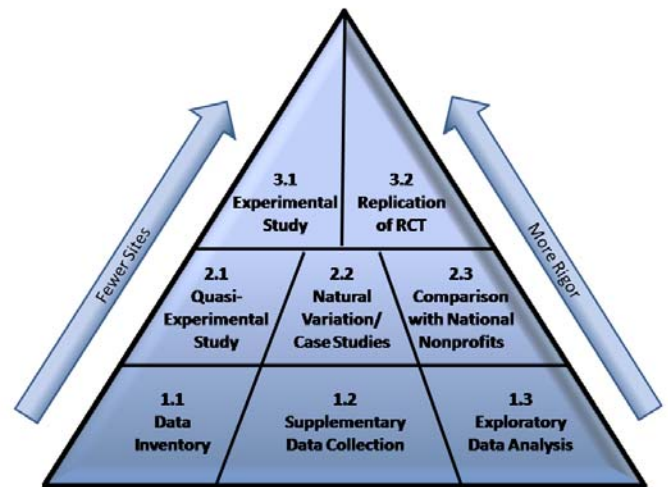 3.1
Experimental
Study
3.2
Replication
of RCT
Fewer Sites
More Rigor
2.1
Quasi-
Experimental
Study
2.2
Natural
Variation/
Case Studies
2.3
Comparison
with National
Nonprofits
1.1
Data
Inventory
1.2
Supplementary
Data Collection
1.3
Exploratory
Data Analysis